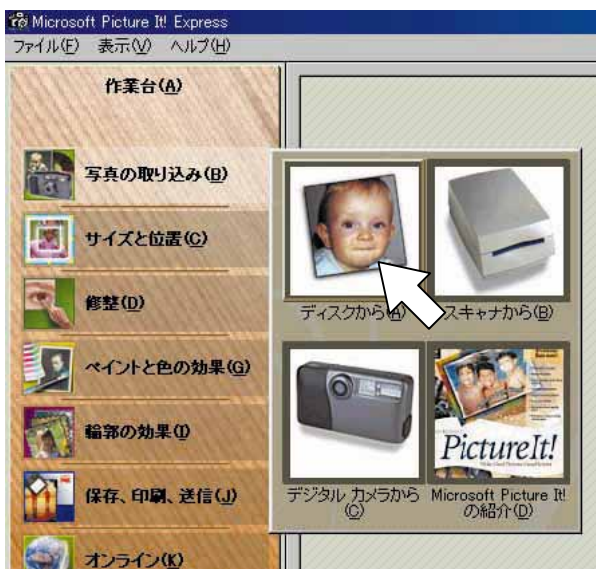 Microsoft Picture It! Express
ファイル(F) 表示(V) ヘルプ(H)
作業台(A)
写真の取り込み(B)
サイズと位置(C)
修整(D)
ペイントと色の効果(G)
輪郭の効果(I)
保存、印刷、送信(J)
オンライン(K)
ディスクから(A)
スキャナから(B)
PictureIt!
デジタル カメラから
(C)
Microsoft Picture It!
の紹介(D)